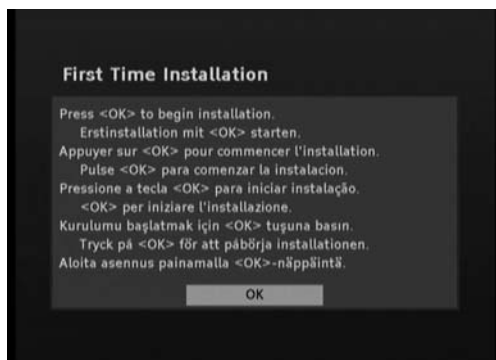 First Time Installation
Press <OK> to begin installation.
Erstinstallation mit <OK> starten.
Appuyer sur <OK> pour commencer l'installation.
Pulse <OK> para comenzar la instalacion.
Pressione a tecla <OK> para iniciar instalação.
<OK> per iniziare l'installazione.
Kurulumu başlatmak için <OK> tuşuna basın.
Tryck på <OK> för att påbörja installationen.
Aloita asennus painamalla <OK>-näppäintä.
OK